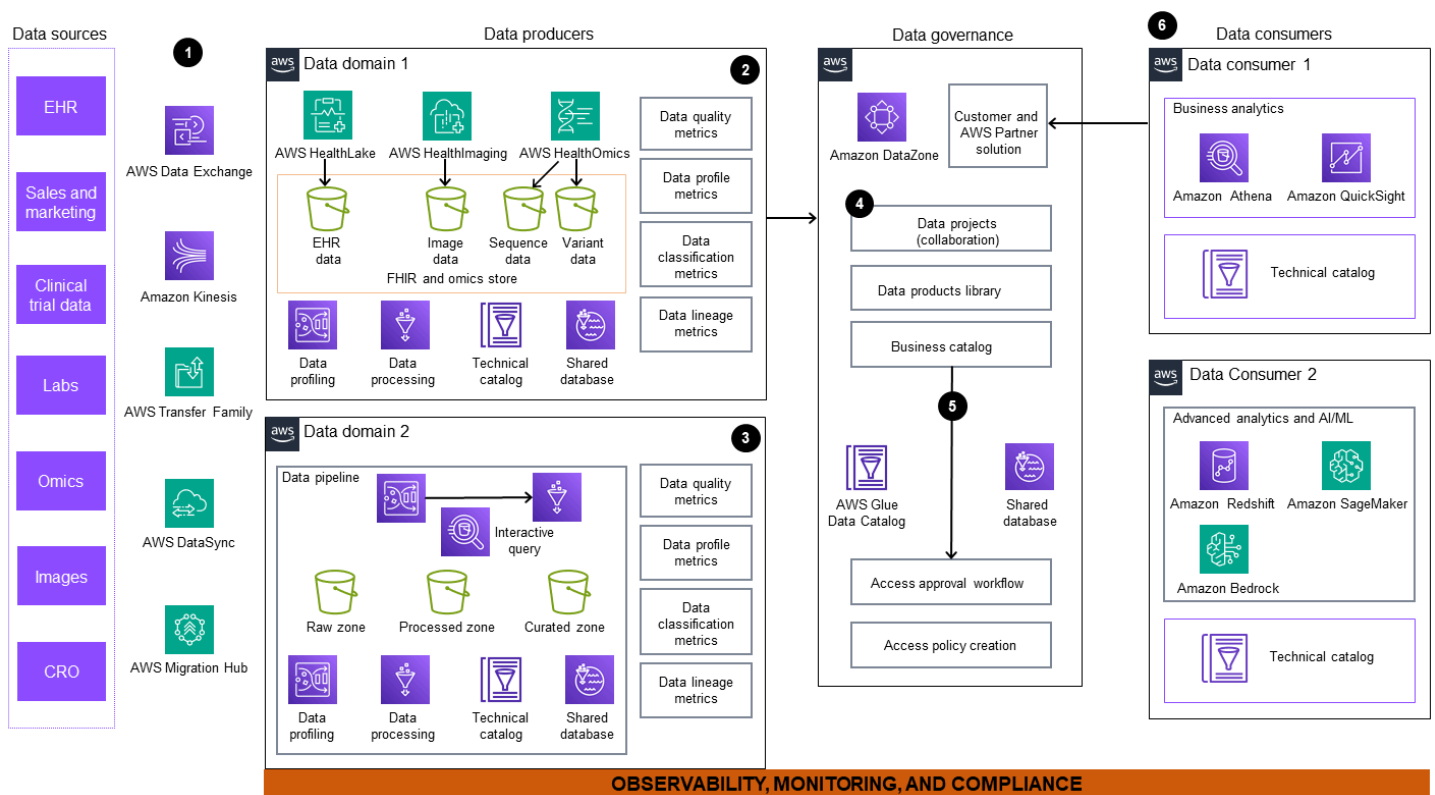 Data sources
EHR
Sales and
marketing
Clinical
trial data
Labs
Omics
Images
CRO
1
AWS Data Exchange
Amazon Kinesis
AWS Transfer Family
AWS DataSync
AWS Migration Hub
Data producers
aws
Data domain 1
2
AWS HealthLake
AWS HealthImaging
AWS HealthOmics
EHR
data
Image
data
Sequence
data
Variant
data
FHIR and omics store
Data
profiling
Data
processing
Technical
catalog
Shared
database
Data quality
metrics
Data profile
metrics
Data
classification
metrics
Data lineage
metrics
aws
Data domain 2
3
Data pipeline
Interactive
query
Raw zone
Processed zone
Curated zone
Data
profiling
Data
processing
Technical
catalog
Shared
database
Data quality
metrics
Data profile
metrics
Data
classification
metrics
Data lineage
metrics
Data governance
aws
Amazon DataZone
Customer and
AWS Partner
solution
4
Data projects
(collaboration)
Data products library
Business catalog
5
AWS Glue
Data Catalog
Shared
database
Access approval workflow
Access policy creation
6
Data consumers
aws
Data consumer 1
Business analytics
Amazon Athena
Amazon QuickSight
Technical catalog
aws
Data Consumer 2
Advanced analytics and AI/ML
Amazon Redshift
Amazon SageMaker
Amazon Bedrock
Technical catalog
OBSERVABILITY, MONITORING, AND COMPLIANCE